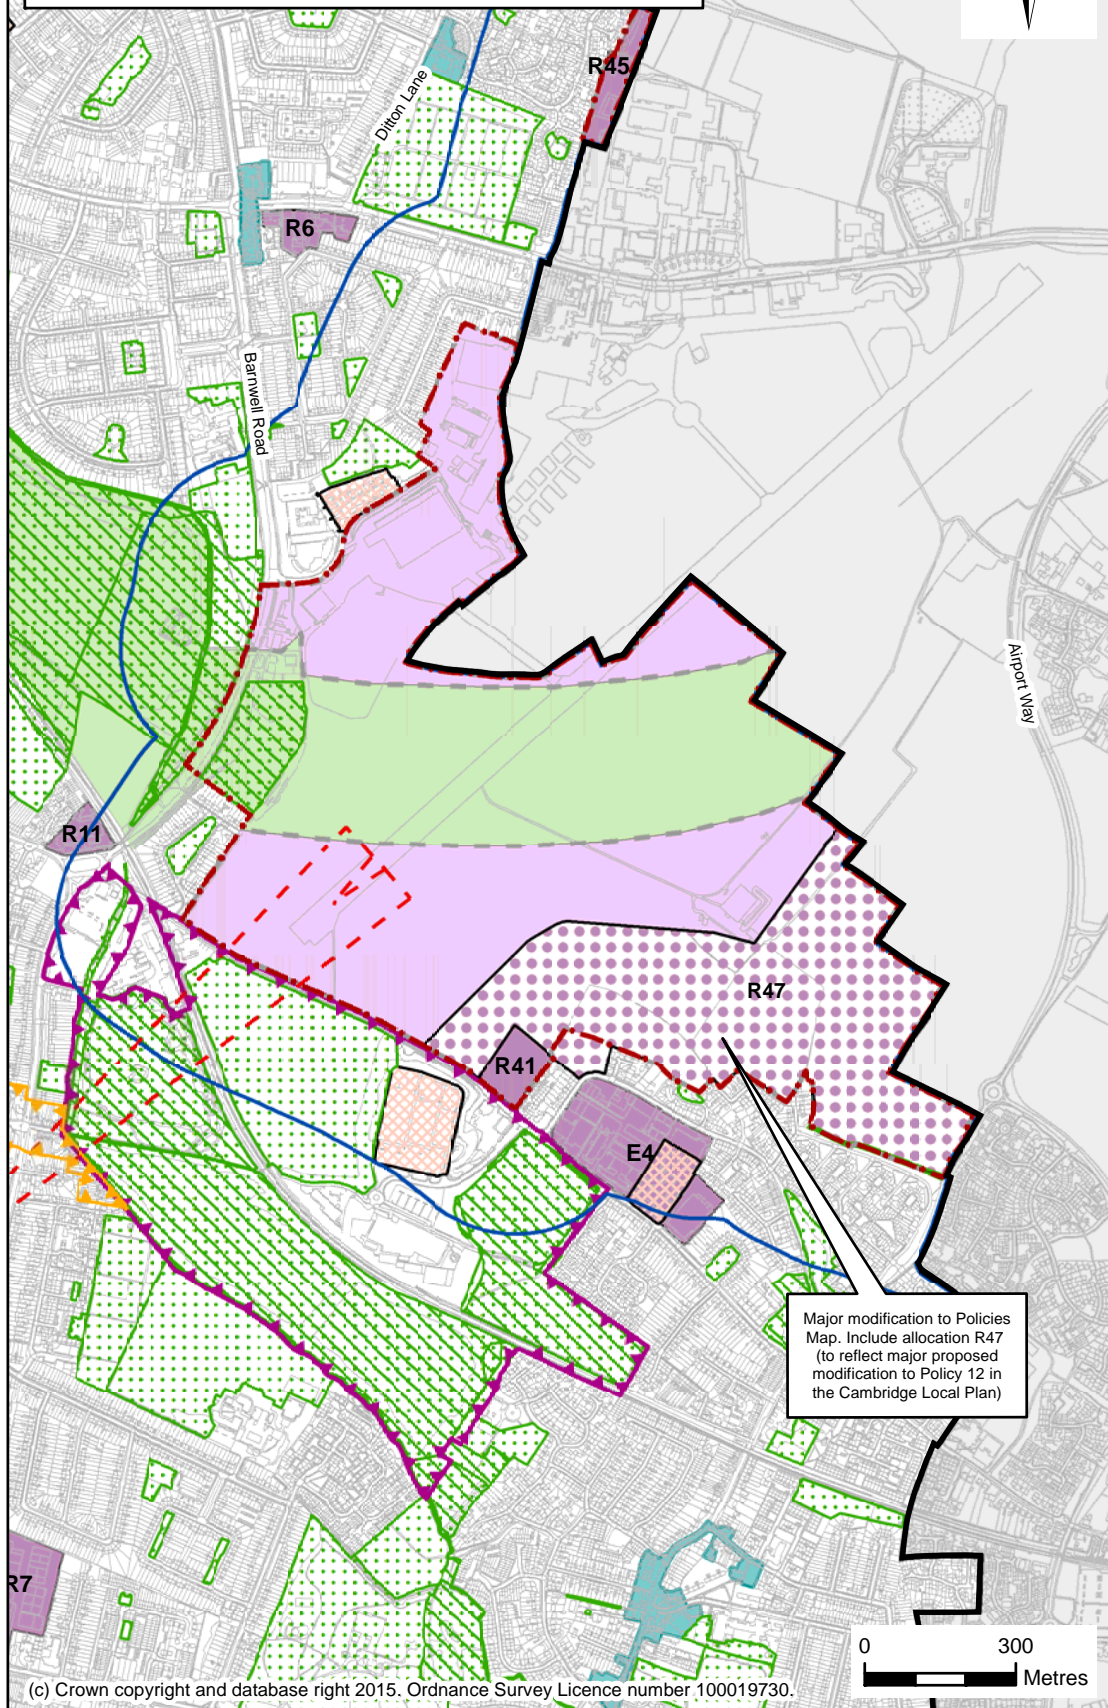 R45
Ditton Lane
R6
Barnwell Road
Airport Way
R11
R47
R41
E4
Major modification to Policies
Map. Include allocation R47
(to reflect major proposed
modification to Policy 12 in
the Cambridge Local Plan)
R7
0 300
Metres
(c) Crown copyright and database right 2015. Ordnance Survey Licence number 100019730.